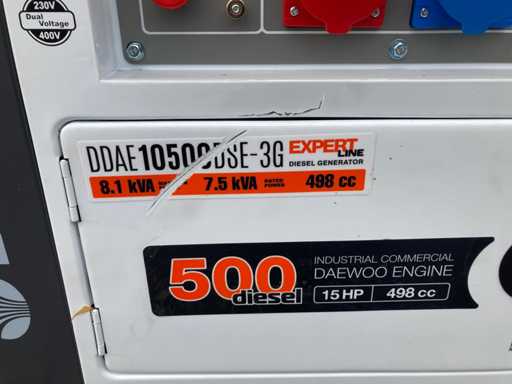 230V
Dual
Voltage
400V
DDAE10500DSE-3G
EXPERT
LINE
DIESEL GENERATOR
8.1 kVA
7.5 kVA
RATED
POWER
498 cc
500
diesel
INDUSTRIAL COMMERCIAL
DAEWOO ENGINE
15 HP
498 cc